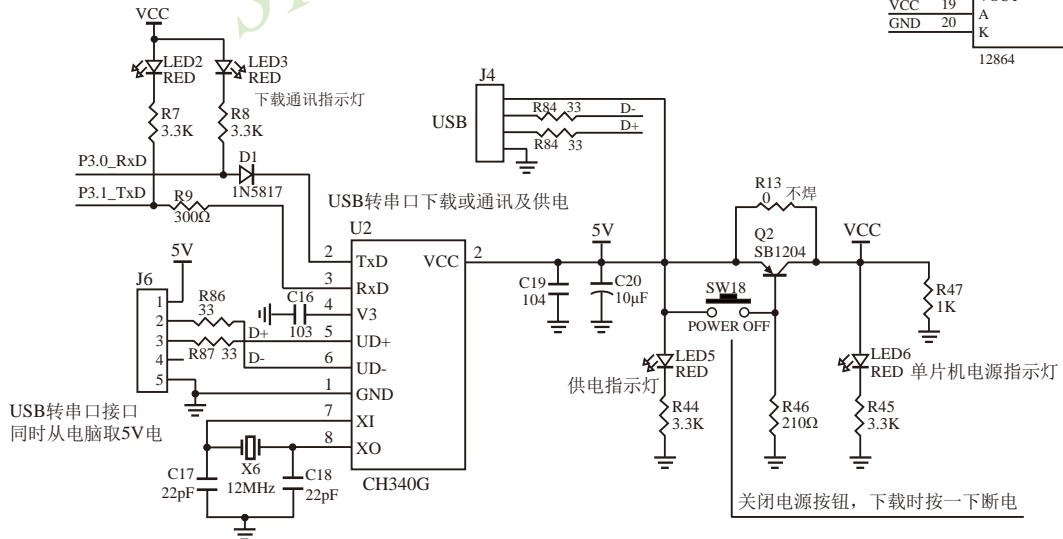 VCC
LED2
RED
LED3
RED
下载通讯指示灯
R7
3.3K
R8
3.3K
P3.0_RxD
D1
1N5817
P3.1_TxD
R9
300Ω
VCC 19
A
GND 20
K
12864
J4
USB
R84 33
D-
D+
R84 33
USB转串口下载或通讯及供电
U2
2
TxD
VCC
2
3
RxD
4
V3
5
UD+
6
UD-
1
GND
7
XI
8
XO
CH340G
5V
J6
1
2
3
4
5
R86
33
D+
R87 33
D-
C16
103
USB转串口接口
同时从电脑取5V电
C17
22pF
X6
12MHz
C18
22pF
5V
C19
104
C20
10μF
R13
0 不焊
Q2
SB1204
VCC
SW18
POWER OFF
R47
1K
LED5
RED
供电指示灯
R44
3.3K
R46
210Ω
LED6
RED 单片机电源指示灯
R45
3.3K
关闭电源按钮，下载时按一下断电